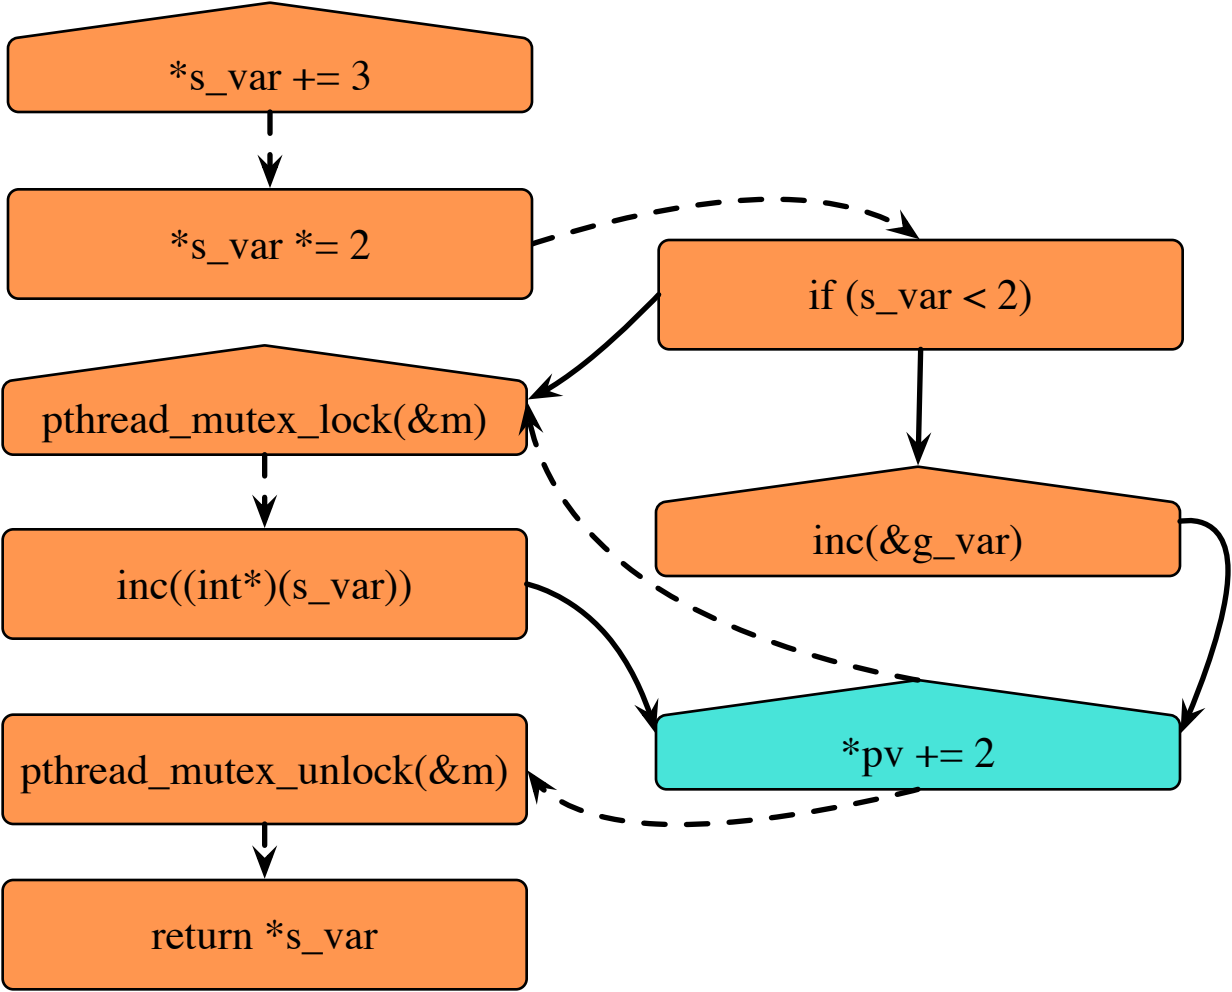 *s_var += 3
*s_var *= 2
if (s_var < 2)
pthread_mutex_lock(&m)
inc(&g_var)
inc((int*)(s_var))
*pv += 2
pthread_mutex_unlock(&m)
return *s_var